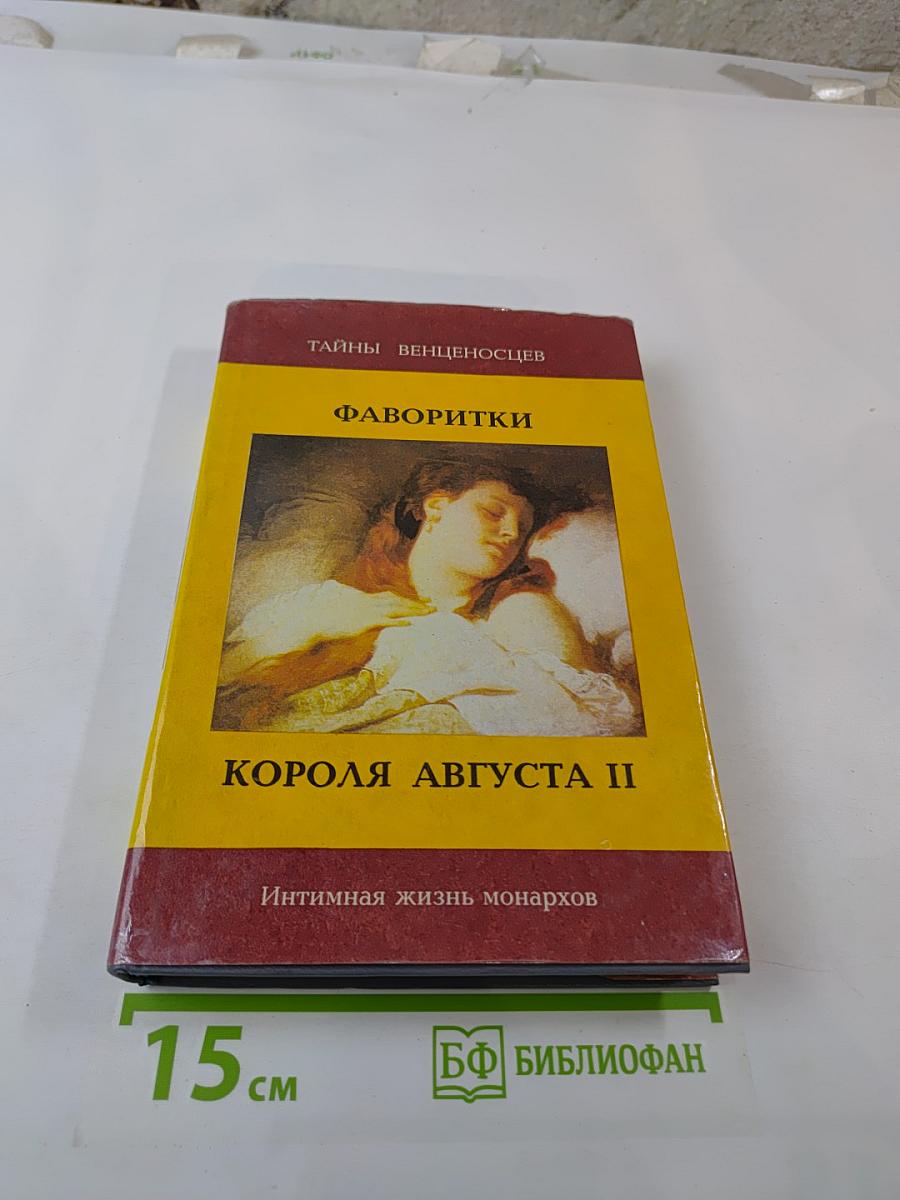 ТАЙНЫ ВЕНЦЕНОСЦЕВ
ФАВОРИТКИ
КОРОЛЯ АВГУСТА II
Интимная жизнь монархов
15 см
БФ БИБЛИОФАН